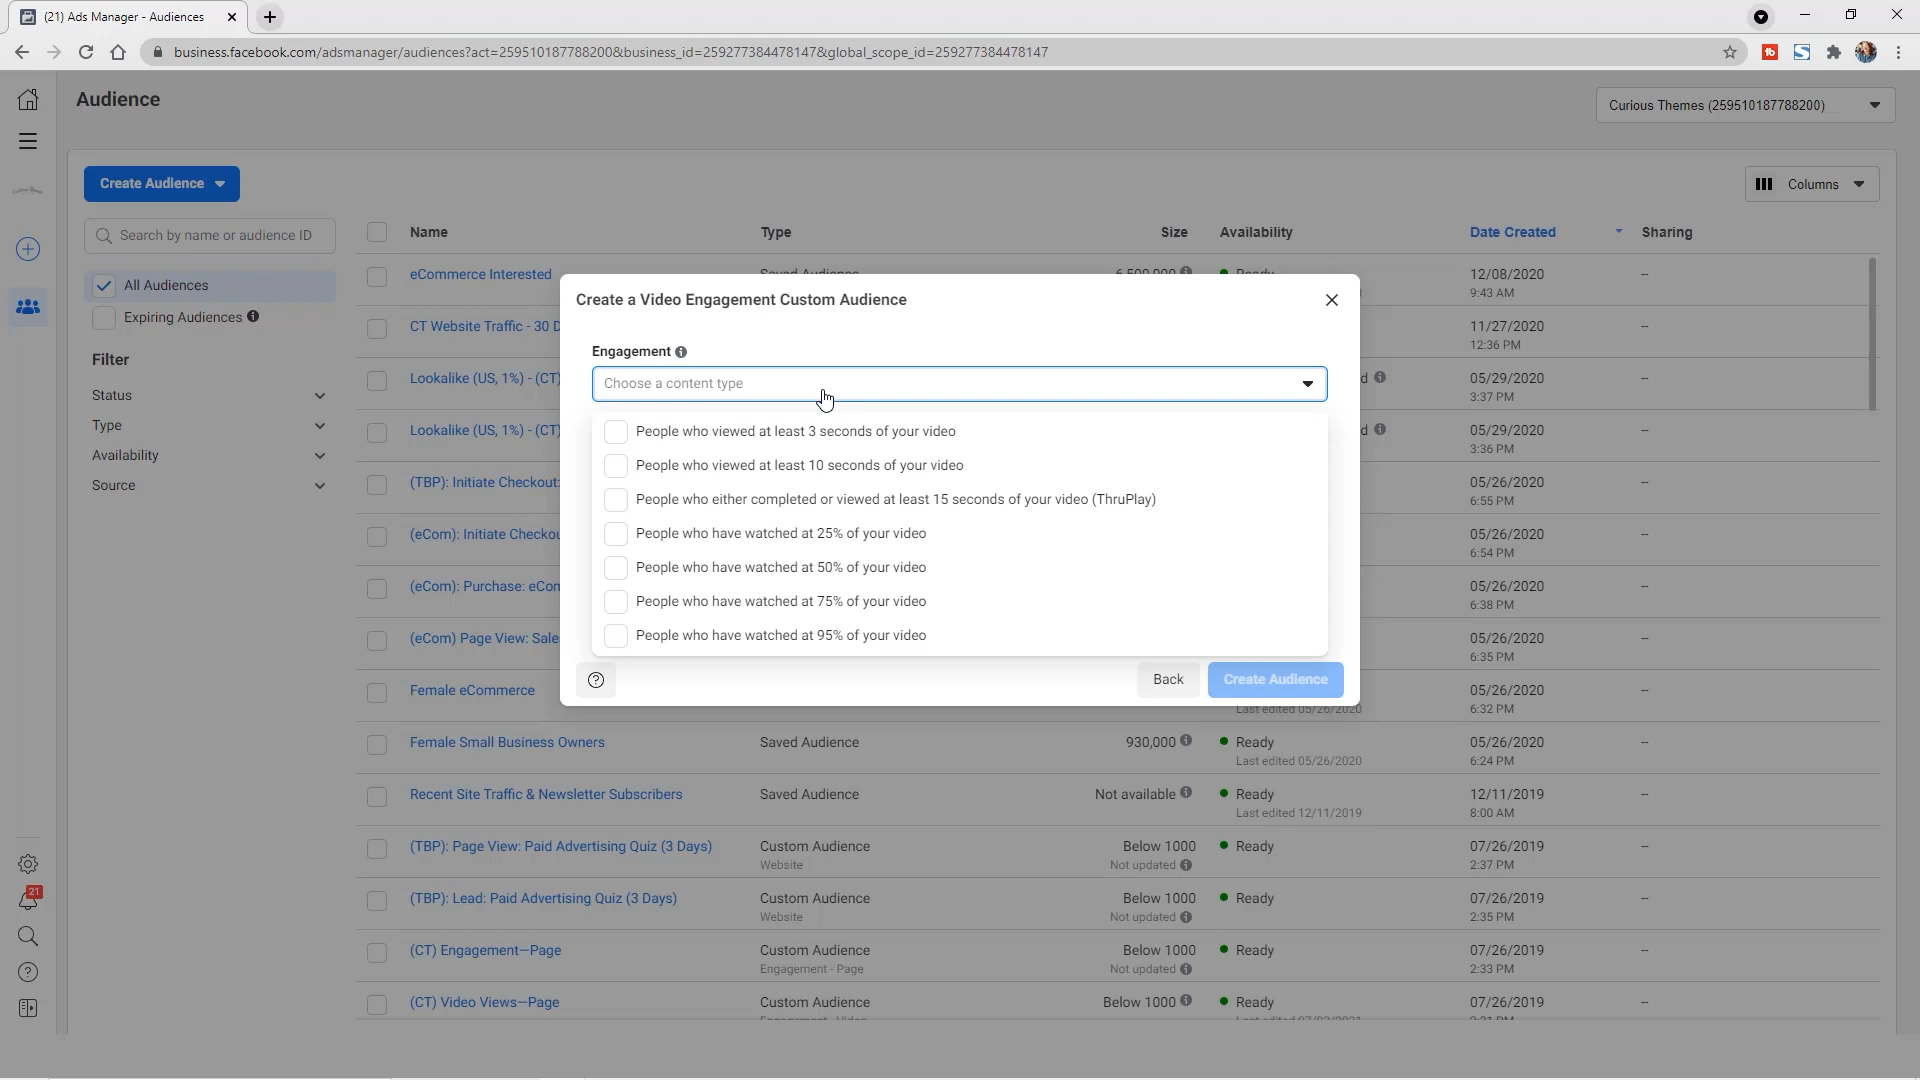 (21) Ads Manager - Audiences
business.facebook.com/adsmanager/audiences?act=259510187788200&business_id=259277384478147&global_scope_id=259277384478147
Audience
Curious Themes (259510187788200)
Create Audience
Columns
Search by name or audience ID
Name Type Size Availability Date Created Sharing
All Audiences
Expiring Audiences
Filter
Status
Type
Availability
Source
21
eCommerce Interested Saved Audience 6,500,000 Ready 12/08/2020 --
9:43 AM
CT Website Traffic - 30 D 11/27/2020 --
12:36 PM
Lookalike (US, 1%) - (CT) d 05/29/2020 --
3:37 PM
Lookalike (US, 1%) - (CT) d 05/29/2020 --
3:36 PM
(TBP): Initiate Checkout: 05/26/2020 --
6:55 PM
(eCom): Initiate Checkou 05/26/2020 --
6:54 PM
(eCom): Purchase: eCom 05/26/2020 --
6:38 PM
(eCom) Page View: Sale 05/26/2020 --
6:35 PM
Female eCommerce 05/26/2020 --
Last edited 05/26/2020 6:32 PM
Female Small Business Owners Saved Audience 930,000 Ready 05/26/2020 --
Last edited 05/26/2020 6:24 PM
Recent Site Traffic & Newsletter Subscribers Saved Audience Not available Ready 12/11/2019 --
Last edited 12/11/2019 8:00 AM
(TBP): Page View: Paid Advertising Quiz (3 Days) Custom Audience Below 1000 Ready 07/26/2019 --
Website Not updated 2:37 PM
(TBP): Lead: Paid Advertising Quiz (3 Days) Custom Audience Below 1000 Ready 07/26/2019 --
Website Not updated 2:35 PM
(CT) Engagement—Page Custom Audience Below 1000 Ready 07/26/2019 --
Engagement - Page Not updated 2:33 PM
(CT) Video Views—Page Custom Audience Below 1000 Ready 07/26/2019 --
Create a Video Engagement Custom Audience
Engagement
Choose a content type
People who viewed at least 3 seconds of your video
People who viewed at least 10 seconds of your video
People who either completed or viewed at least 15 seconds of your video (ThruPlay)
People who have watched at 25% of your video
People who have watched at 50% of your video
People who have watched at 75% of your video
People who have watched at 95% of your video
Back
Create Audience